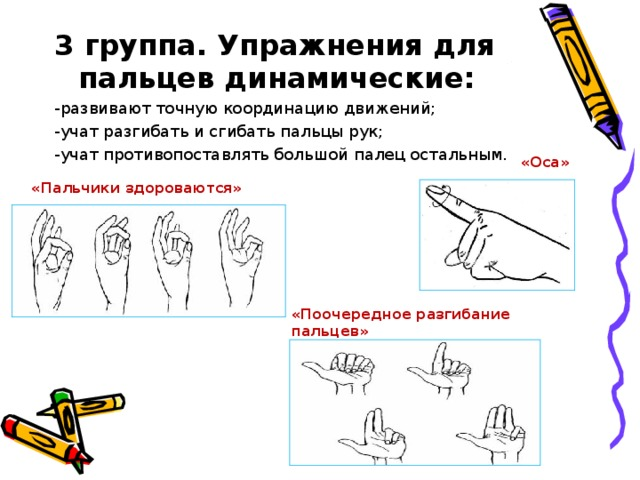 3 группа. Упражнения для
пальцев динамические:
-развивают точную координацию движений;
-учат разгибать и сгибать пальцы рук;
-учат противопоставлять большой палец остальным.
«Оса»
«Пальчики здороваются»
«Поочередное разгибание
пальцев»